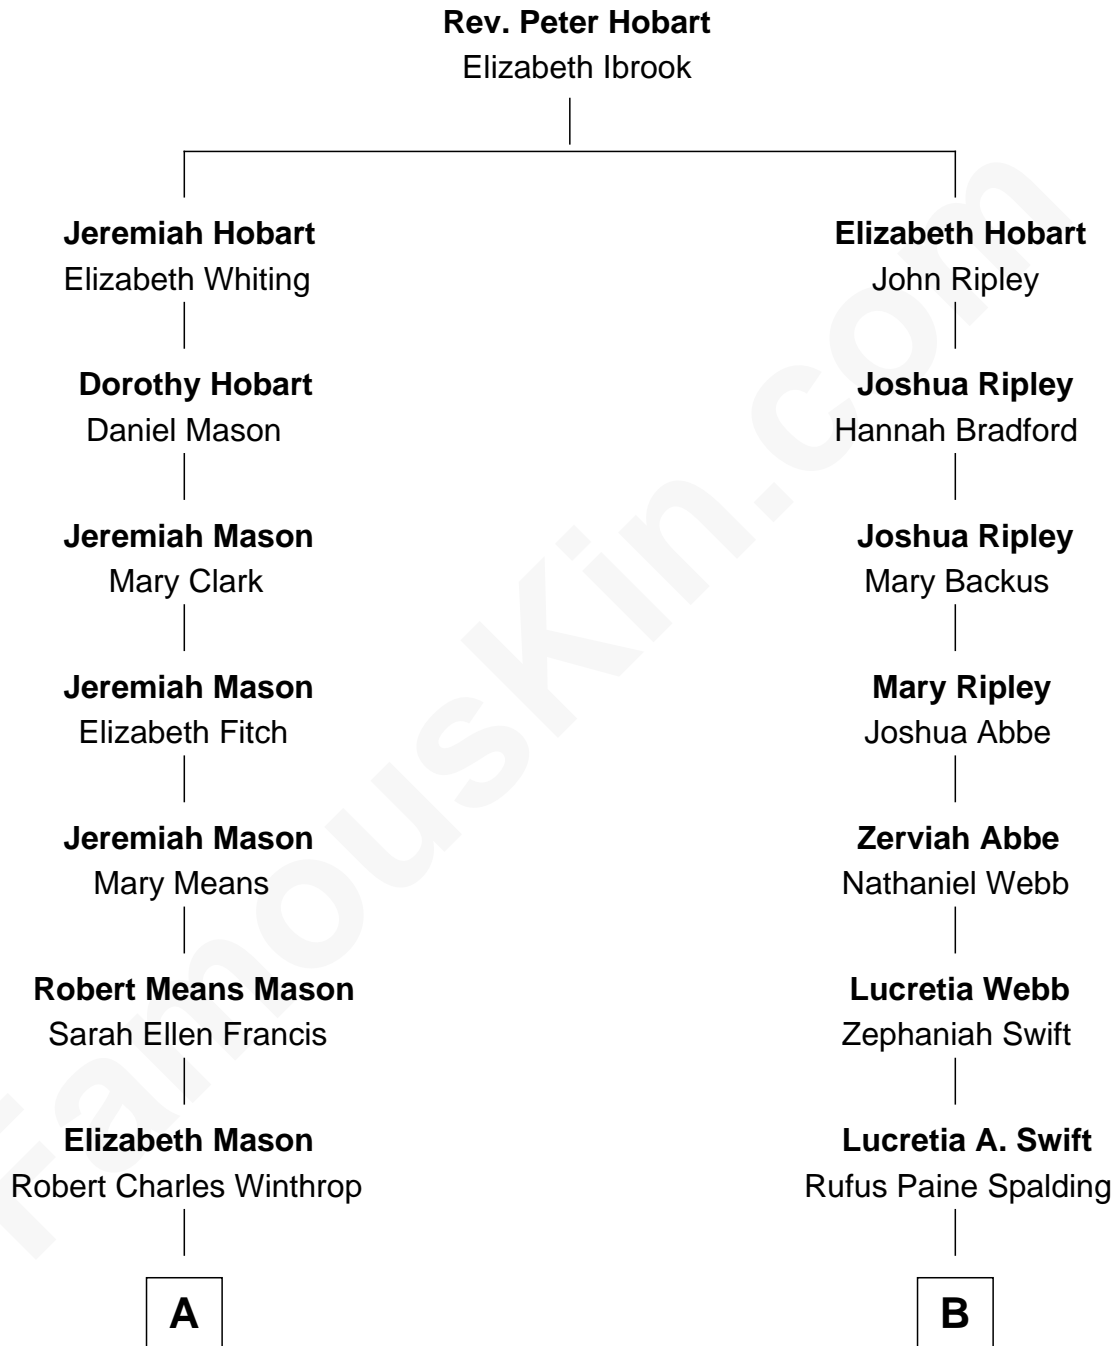 Rev. Peter Hobart
Elizabeth Ibrook
Jeremiah Hobart
Elizabeth Whiting
Dorothy Hobart
Daniel Mason
Jeremiah Mason
Mary Clark
Jeremiah Mason
Elizabeth Fitch
Jeremiah Mason
Mary Means
Robert Means Mason
Sarah Ellen Francis
Elizabeth Mason
Robert Charles Winthrop
A
Elizabeth Hobart
John Ripley
Joshua Ripley
Hannah Bradford
Joshua Ripley
Mary Backus
Mary Ripley
Joshua Abbe
Zerviah Abbe
Nathaniel Webb
Lucretia Webb
Zephaniah Swift
Lucretia A. Swift
Rufus Paine Spalding
B
FamousKin.com